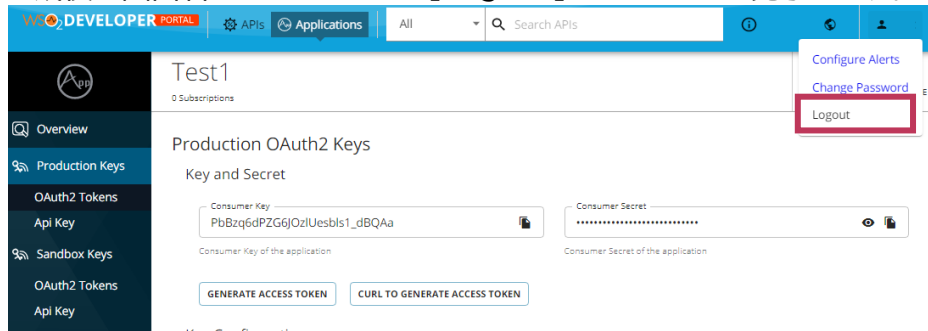 WSO2 DEVELOPER PORTAL
APIs
Applications
All
Search APIs
Configure Alerts
Change Password
Logout
App
Test1
0 Subscriptions
Overview
Production Keys
OAuth2 Tokens
Api Key
Sandbox Keys
OAuth2 Tokens
Api Key
Production OAuth2 Keys
Key and Secret
Consumer Key
PbBzq6dPZG6JOzlUesbls1_dBQAa
Consumer Key of the application
Consumer Secret
••••••••••••••••••••••••••••
Consumer Secret of the application
GENERATE ACCESS TOKEN
CURL TO GENERATE ACCESS TOKEN